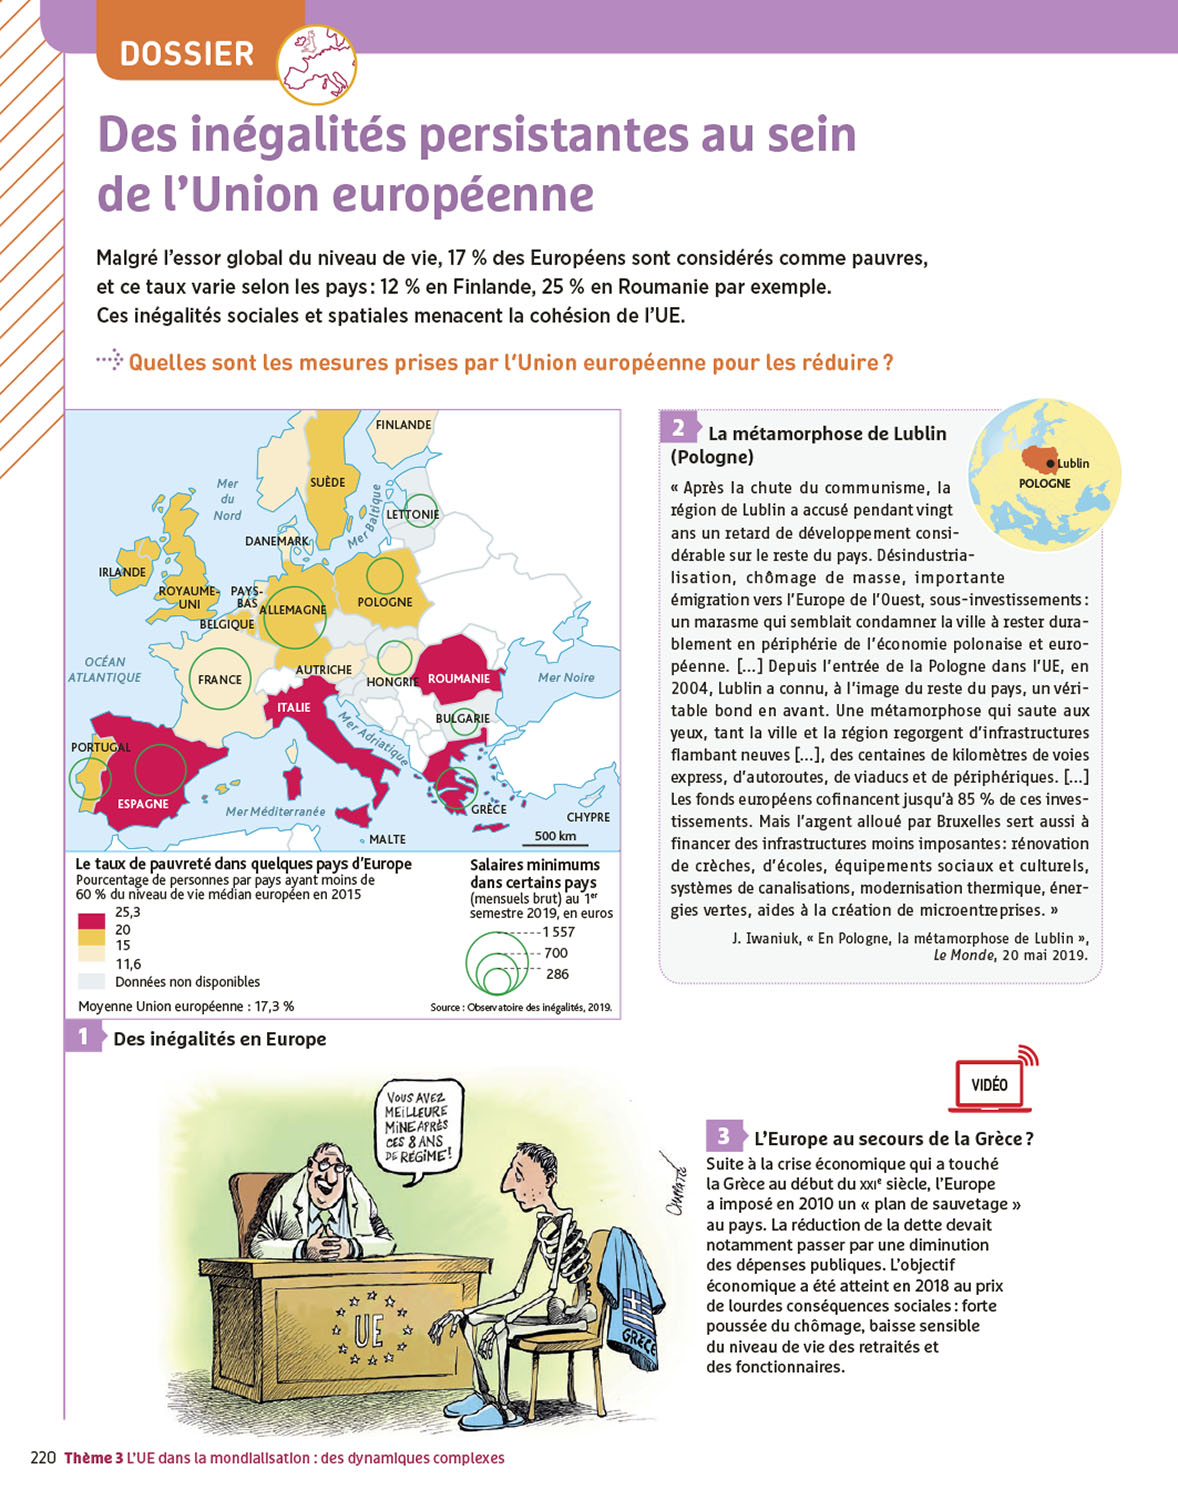 DOSSIER
Des inégalités persistantes au sein
de l'Union européenne
Malgré l'essor global du niveau de vie, 17 % des Européens sont considérés comme pauvres,
et ce taux varie selon les pays : 12 % en Finlande, 25 % en Roumanie par exemple.
Ces inégalités sociales et spatiales menacent la cohésion de l'UE.
Quelles sont les mesures prises par l'Union européenne pour les réduire ?
FINLANDE
Mer
du
Nord
SUÈDE
Mer Baltique
LETTONIE
DANEMARK
IRLANDE
ROYAUME-
UNI
PAYS-
BAS
ALLEMAGNE
POLOGNE
BELGIQUE
OCÉAN
ATLANTIQUE
FRANCE
AUTRICHE
HONGRIE
ROUMANIE
Mer Noire
ITALIE
BULGARIE
Mer Adriatique
PORTUGAL
ESPAGNE
Mer Méditerranée
GRÈCE
CHYPRE
MALTE
500 km
Le taux de pauvreté dans quelques pays d'Europe
Pourcentage de personnes par pays ayant moins de
60 % du niveau de vie médian européen en 2015
25,3
20
15
11,6
Données non disponibles
Moyenne Union européenne : 17,3 %
Salaires minimums
dans certains pays
(mensuels brut) au 1er
semestre 2019, en euros
1 557
700
286
Source : Observatoire des inégalités, 2019.
1 Des inégalités en Europe
2 La métamorphose de Lublin
(Pologne)
Lublin
POLOGNE
« Après la chute du communisme, la
région de Lublin a accusé pendant vingt
ans un retard de développement consi-
dérable sur le reste du pays. Désindustria-
lisation, chômage de masse, importante
émigration vers l'Europe de l'Ouest, sous-investissements :
un marasme qui semblait condamner la ville à rester dura-
blement en périphérie de l'économie polonaise et euro-
péenne. [...] Depuis l'entrée de la Pologne dans l'UE, en
2004, Lublin a connu, à l'image du reste du pays, un véri-
table bond en avant. Une métamorphose qui saute aux
yeux, tant la ville et la région regorgent d'infrastructures
flambant neuves [...], des centaines de kilomètres de voies
express, d'autoroutes, de viaducs et de périphériques. [...]
Les fonds européens cofinancent jusqu'à 85 % de ces inves-
tissements. Mais l'argent alloué par Bruxelles sert aussi à
financer des infrastructures moins imposantes : rénovation
de crèches, d'écoles, équipements sociaux et culturels,
systèmes de canalisations, modernisation thermique, éner-
gies vertes, aides à la création de microentreprises. »
J. Iwaniuk, « En Pologne, la métamorphose de Lublin »,
Le Monde, 20 mai 2019.
VOUS AVEZ
MEILLEURE
MINE APRÈS
CES 8 ANS
DE RÉGIME !
UE
GRÈCE
CHAPPATTE
VIDÉO
3 L'Europe au secours de la Grèce ?
Suite à la crise économique qui a touché
la Grèce au début du XXIe siècle, l'Europe
a imposé en 2010 un « plan de sauvetage »
au pays. La réduction de la dette devait
notamment passer par une diminution
des dépenses publiques. L'objectif
économique a été atteint en 2018 au prix
de lourdes conséquences sociales : forte
poussée du chômage, baisse sensible
du niveau de vie des retraités et
des fonctionnaires.
220 Thème 3 L'UE dans la mondialisation : des dynamiques complexes